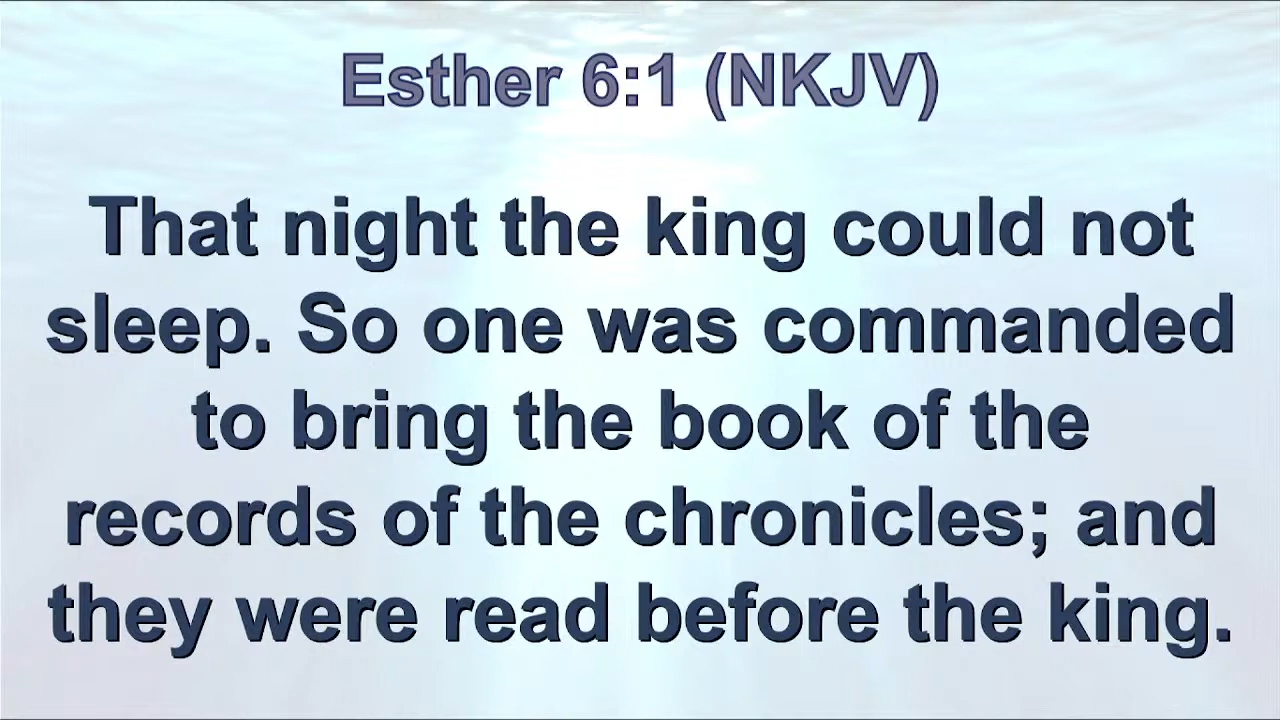 Esther 6:1 (NKJV)
That night the king could not
sleep. So one was commanded
to bring the book of the
records of the chronicles; and
they were read before the king.